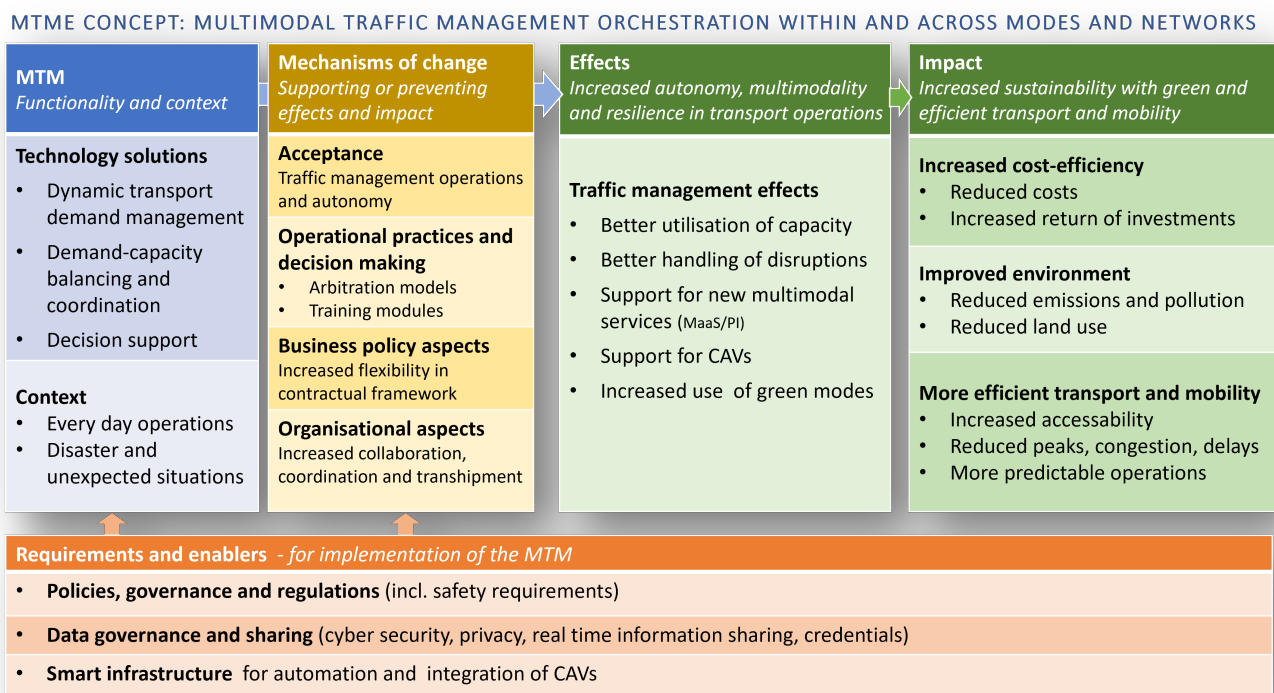 MTME CONCEPT: MULTIMODAL TRAFFIC MANAGEMENT ORCHESTRATION WITHIN AND ACROSS MODES AND NETWORKS
MTM
Functionality and context
Technology solutions
• Dynamic transport
demand management
• Demand-capacity
balancing and
coordination
• Decision support
Context
• Every day operations
• Disaster and
unexpected situations
Mechanisms of change
Supporting or preventing
effects and impact
Acceptance
Traffic management operations
and autonomy
Operational practices and
decision making
• Arbitration models
• Training modules
Business policy aspects
Increased flexibility in
contractual framework
Organisational aspects
Increased collaboration,
coordination and transhipment
Effects
Increased autonomy, multimodality
and resilience in transport operations
Traffic management effects
• Better utilisation of capacity
• Better handling of disruptions
• Support for new multimodal
services (MaaS/PI)
• Support for CAVs
• Increased use of green modes
Impact
Increased sustainability with green and
efficient transport and mobility
Increased cost-efficiency
• Reduced costs
• Increased return of investments
Improved environment
• Reduced emissions and pollution
• Reduced land use
More efficient transport and mobility
• Increased accessability
• Reduced peaks, congestion, delays
• More predictable operations
Requirements and enablers - for implementation of the MTM
• Policies, governance and regulations (incl. safety requirements)
• Data governance and sharing (cyber security, privacy, real time information sharing, credentials)
• Smart infrastructure for automation and integration of CAVs